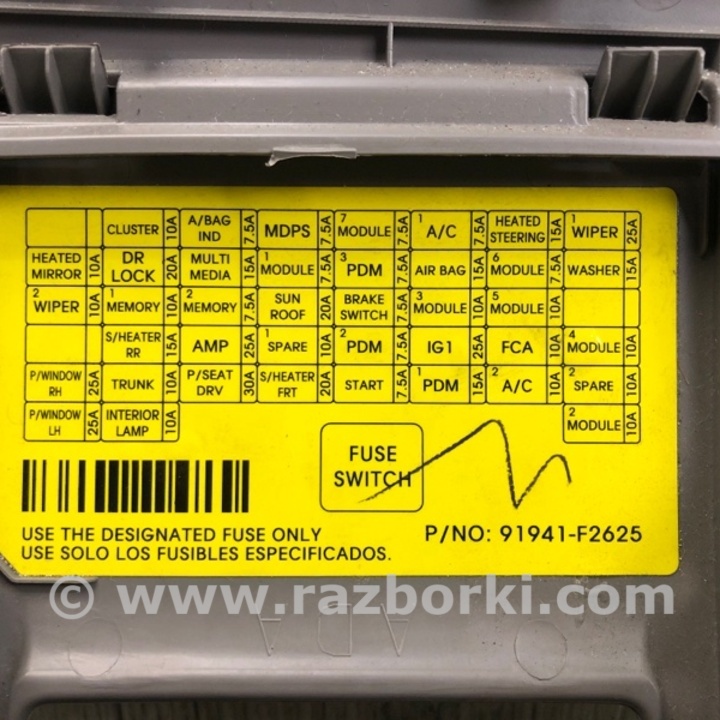 CLUSTER 10A A/BAG IND 7.5A MDPS 7.5A 7 MODULE 7.5A 1 A/C 7.5A HEATED STEERING 15A 1 WIPER 25A
HEATED MIRROR 10A DR LOCK 20A MULTI MEDIA 15A 1 MODULE 7.5A 3 PDM 7.5A AIR BAG 15A 6 MODULE 7.5A WASHER 15A
2 WIPER 10A 1 MEMORY 10A 2 MEMORY 7.5A SUN ROOF 20A BRAKE SWITCH 7.5A 3 MODULE 10A 5 MODULE 10A
S/HEATER RR 15A AMP 25A 1 SPARE 10A 2 PDM 7.5A IG1 25A FCA 10A 4 MODULE 10A
P/WINDOW RH 25A TRUNK 10A P/SEAT DRV 30A S/HEATER FRT 20A START 7.5A 1 PDM 15A 2 A/C 10A 2 SPARE 10A
P/WINDOW LH 25A INTERIOR LAMP 10A 2 MODULE 10A
FUSE
SWITCH
USE THE DESIGNATED FUSE ONLY
USE SOLO LOS FUSIBLES ESPECIFICADOS.
P/NO: 91941-F2625
© www.razborki.com